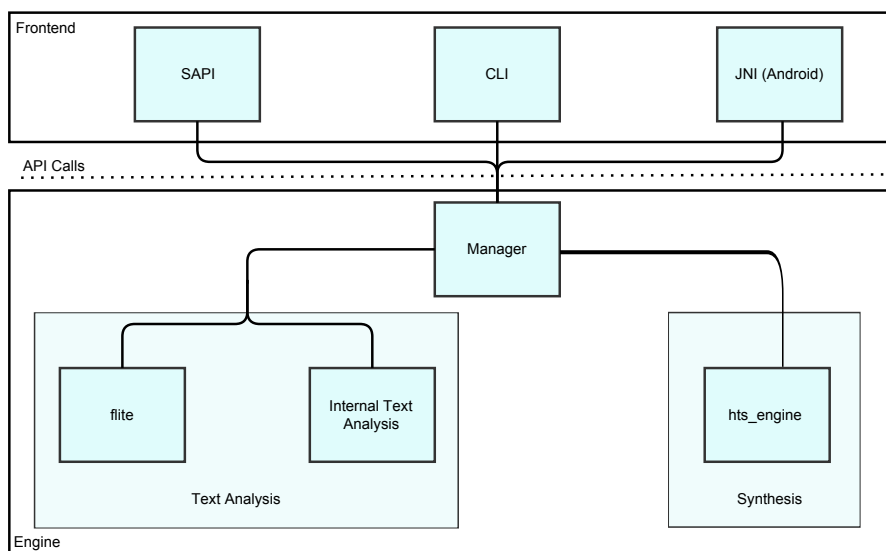 Frontend
SAPI
CLI
JNI (Android)
API Calls
Manager
flite
Internal Text
Analysis
hts_engine
Text Analysis
Synthesis
Engine